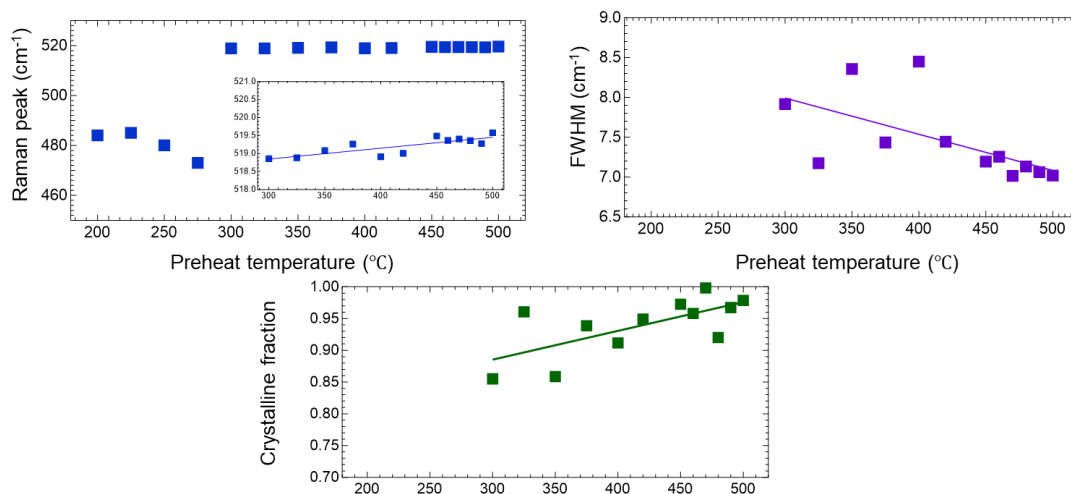 Raman peak (cm⁻¹)
520
500
480
460
200 250 300 350 400 450 500
Preheat temperature (℃)
521.0
520.5
520.0
519.5
519.0
518.5
518.0
300 350 400 450 500
FWHM (cm⁻¹)
9.0
8.5
8.0
7.5
7.0
6.5
200 250 300 350 400 450 500
Preheat temperature (℃)
Crystalline fraction
1.00
0.95
0.90
0.85
0.80
0.75
0.70
200 250 300 350 400 450 500